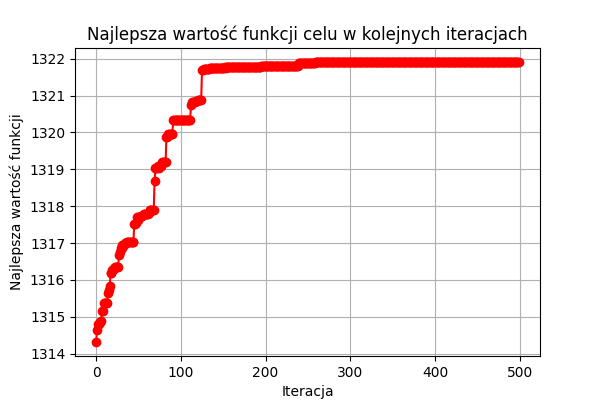 Najlepsza wartość funkcji celu w kolejnych iteracjach
Najlepsza wartość funkcji
1322
1321
1320
1319
1318
1317
1316
1315
1314
0 100 200 300 400 500
Iteracja